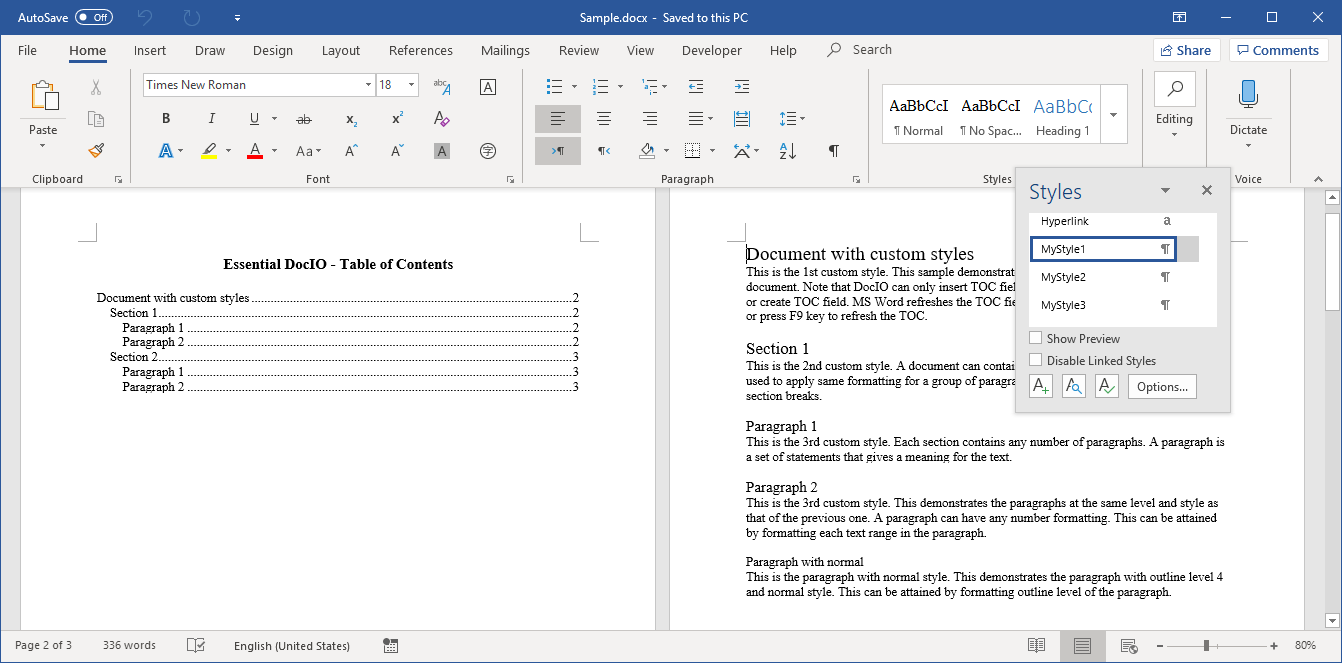 AutoSave Off Sample.docx - Saved to this PC
File Home Insert Draw Design Layout References Mailings Review View Developer Help Search Share Comments
Times New Roman 18
Paste
Clipboard
B I U ab x₂ x²
Aa
Font
Paragraph
AaBbCcI AaBbCcI AaBbCc
¶ Normal ¶ No Spac... Heading 1
Styles
Editing
Dictate
Voice
Essential DocIO - Table of Contents
Document with custom styles 2
Section 1 2
Paragraph 1 2
Paragraph 2 2
Section 2 3
Paragraph 1 3
Paragraph 2 3
Document with custom styles
This is the 1st custom style. This sample demonstrat
document. Note that DocIO can only insert TOC fiel
or create TOC field. MS Word refreshes the TOC fie
or press F9 key to refresh the TOC.
Section 1
This is the 2nd custom style. A document can contai
used to apply same formatting for a group of paragra
section breaks.
Paragraph 1
This is the 3rd custom style. Each section contains any number of paragraphs. A paragraph is
a set of statements that gives a meaning for the text.
Paragraph 2
This is the 3rd custom style. This demonstrates the paragraphs at the same level and style as
that of the previous one. A paragraph can have any number formatting. This can be attained
by formatting each text range in the paragraph.
Paragraph with normal
This is the paragraph with normal style. This demonstrates the paragraph with outline level 4
and normal style. This can be attained by formatting outline level of the paragraph.
Styles
Hyperlink a
MyStyle1 ¶
MyStyle2 ¶
MyStyle3 ¶
Show Preview
Disable Linked Styles
Options...
Page 2 of 3 336 words English (United States) 80%